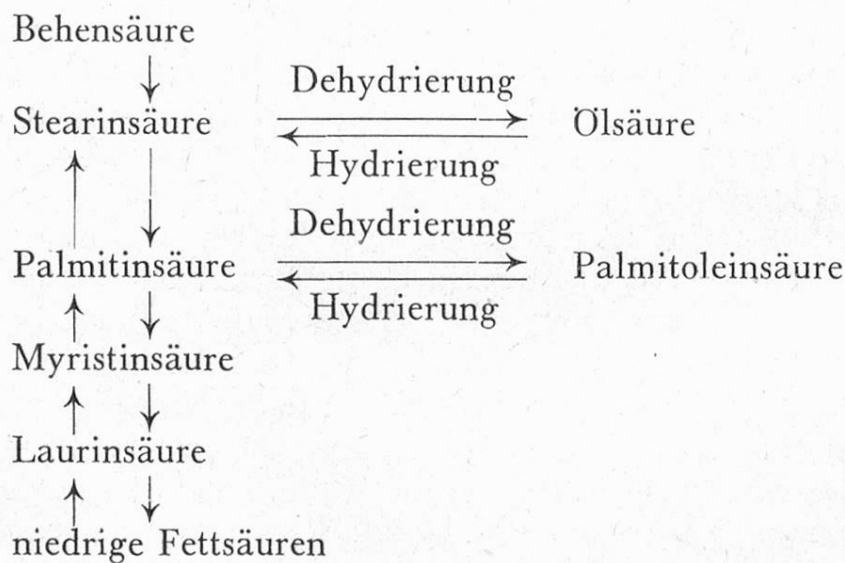 Behensäure
Dehydrierung
Stearinsäure Ölsäure
Hydrierung
Dehydrierung
Palmitinsäure Palmitoleinsäure
Hydrierung
Myristinsäure
Laurinsäure
niedrige Fettsäuren